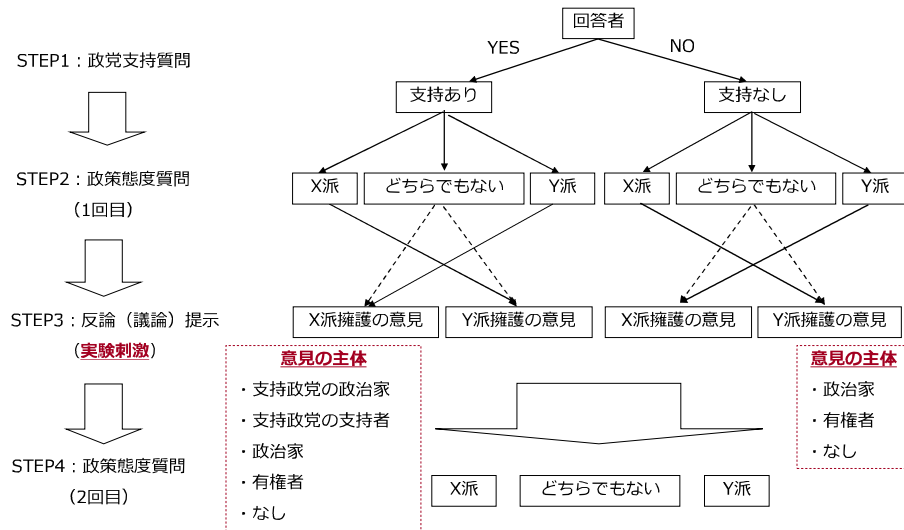 回答者
YES
NO
STEP1：政党支持質問
支持あり
支持なし
STEP2：政策態度質問
（1回目）
X派
どちらでもない
Y派
X派
どちらでもない
Y派
STEP3：反論（議論）提示
（実験刺激）
X派擁護の意見
Y派擁護の意見
X派擁護の意見
Y派擁護の意見
意見の主体
・支持政党の政治家
・支持政党の支持者
・政治家
・有権者
・なし
意見の主体
・政治家
・有権者
・なし
STEP4：政策態度質問
（2回目）
X派
どちらでもない
Y派